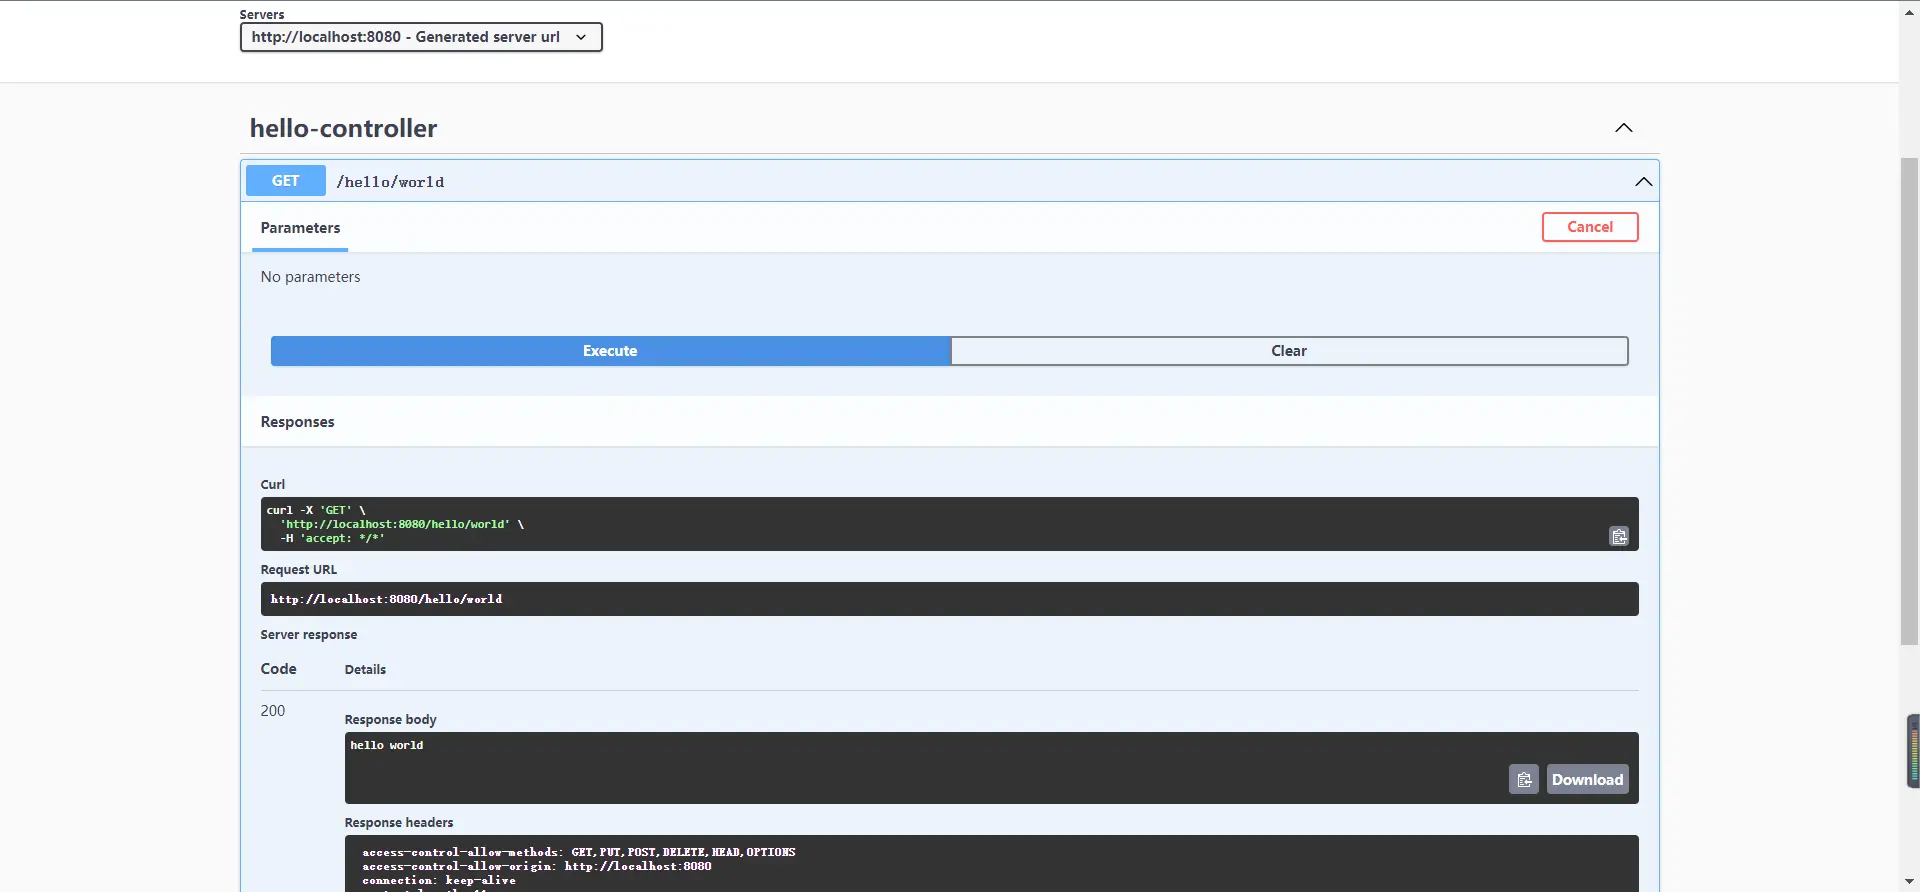 Servers
http://localhost:8080 - Generated server url
hello-controller
GET /hello/world
Parameters
Cancel
No parameters
Execute
Clear
Responses
Curl
curl -X 'GET' \
'http://localhost:8080/hello/world' \
-H 'accept: */*'
Request URL
http://localhost:8080/hello/world
Server response
Code Details
200
Response body
hello world
Download
Response headers
access-control-allow-methods: GET,PUT,POST,DELETE,HEAD,OPTIONS
access-control-allow-origin: http://localhost:8080
connection: keep-alive